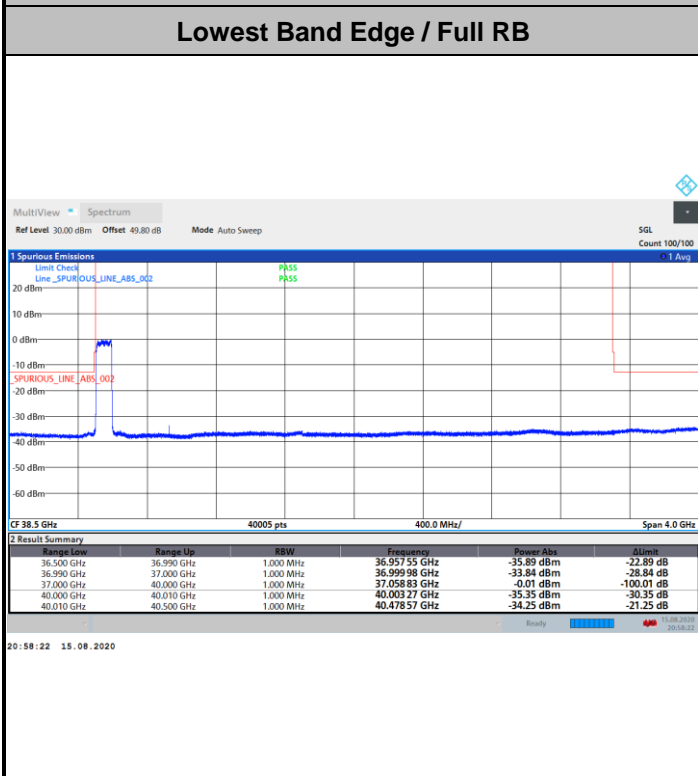 Lowest Band Edge / Full RB
MultiView Spectrum
Ref Level 30.00 dBm Offset 49.80 dB Mode Auto Sweep SGL
Count 100/100
1 Spurious Emissions 1 Avg
Limit Check PASS
Line _SPURIOUS_LINE_ABS_002 PASS
20 dBm
10 dBm
0 dBm
-10 dBm
_SPURIOUS_LINE_ABS_002
-20 dBm
-30 dBm
-40 dBm
-50 dBm
-60 dBm
CF 38.5 GHz 40005 pts 400.0 MHz/ Span 4.0 GHz
2 Result Summary
Range Low Range Up RBW Frequency Power Abs ΔLimit
36.500 GHz 36.990 GHz 1.000 MHz 36.957 55 GHz -35.89 dBm -22.89 dB
36.990 GHz 37.000 GHz 1.000 MHz 36.999 98 GHz -33.84 dBm -28.84 dB
37.000 GHz 40.000 GHz 1.000 MHz 37.058 83 GHz -0.01 dBm -100.01 dB
40.000 GHz 40.010 GHz 1.000 MHz 40.003 27 GHz -35.35 dBm -30.35 dB
40.010 GHz 40.500 GHz 1.000 MHz 40.478 57 GHz -34.25 dBm -21.25 dB
Ready 15.08.2020
20:58:22
20:58:22 15.08.2020